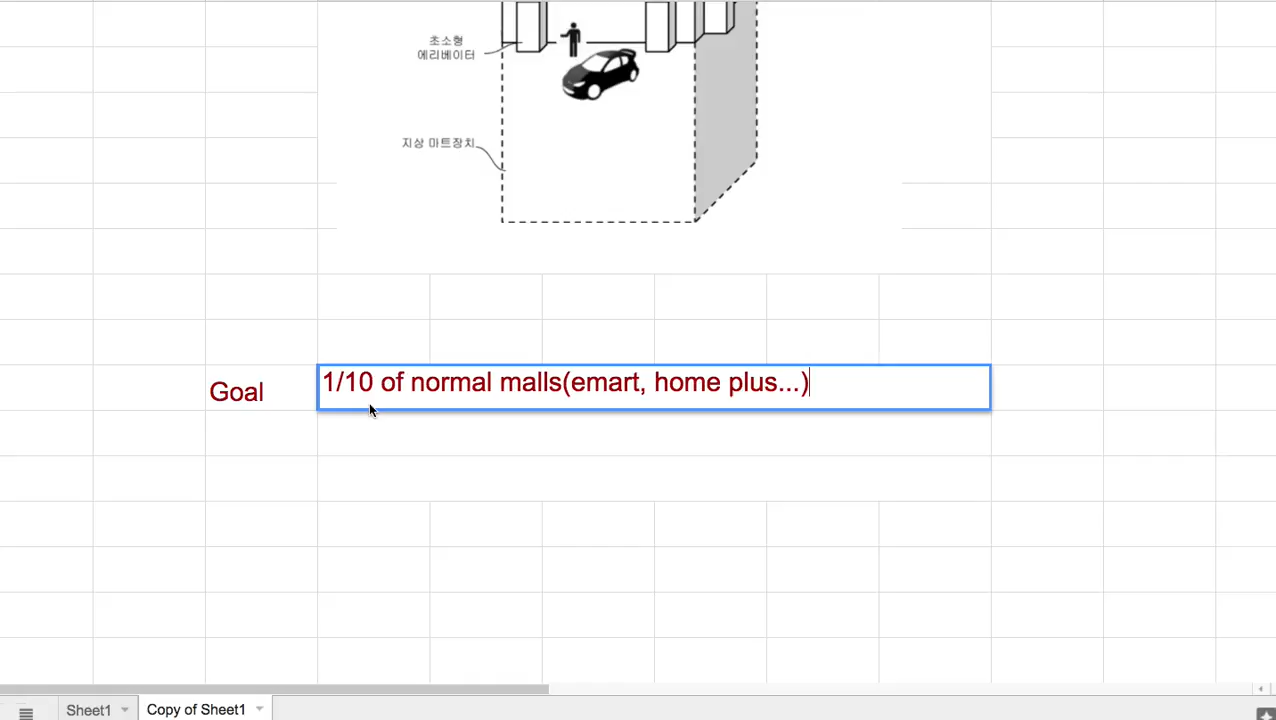 초소형
에리베이터
지상 마트장치
Goal
1/10 of normal malls(emart, home plus...)
Sheet1
Copy of Sheet1